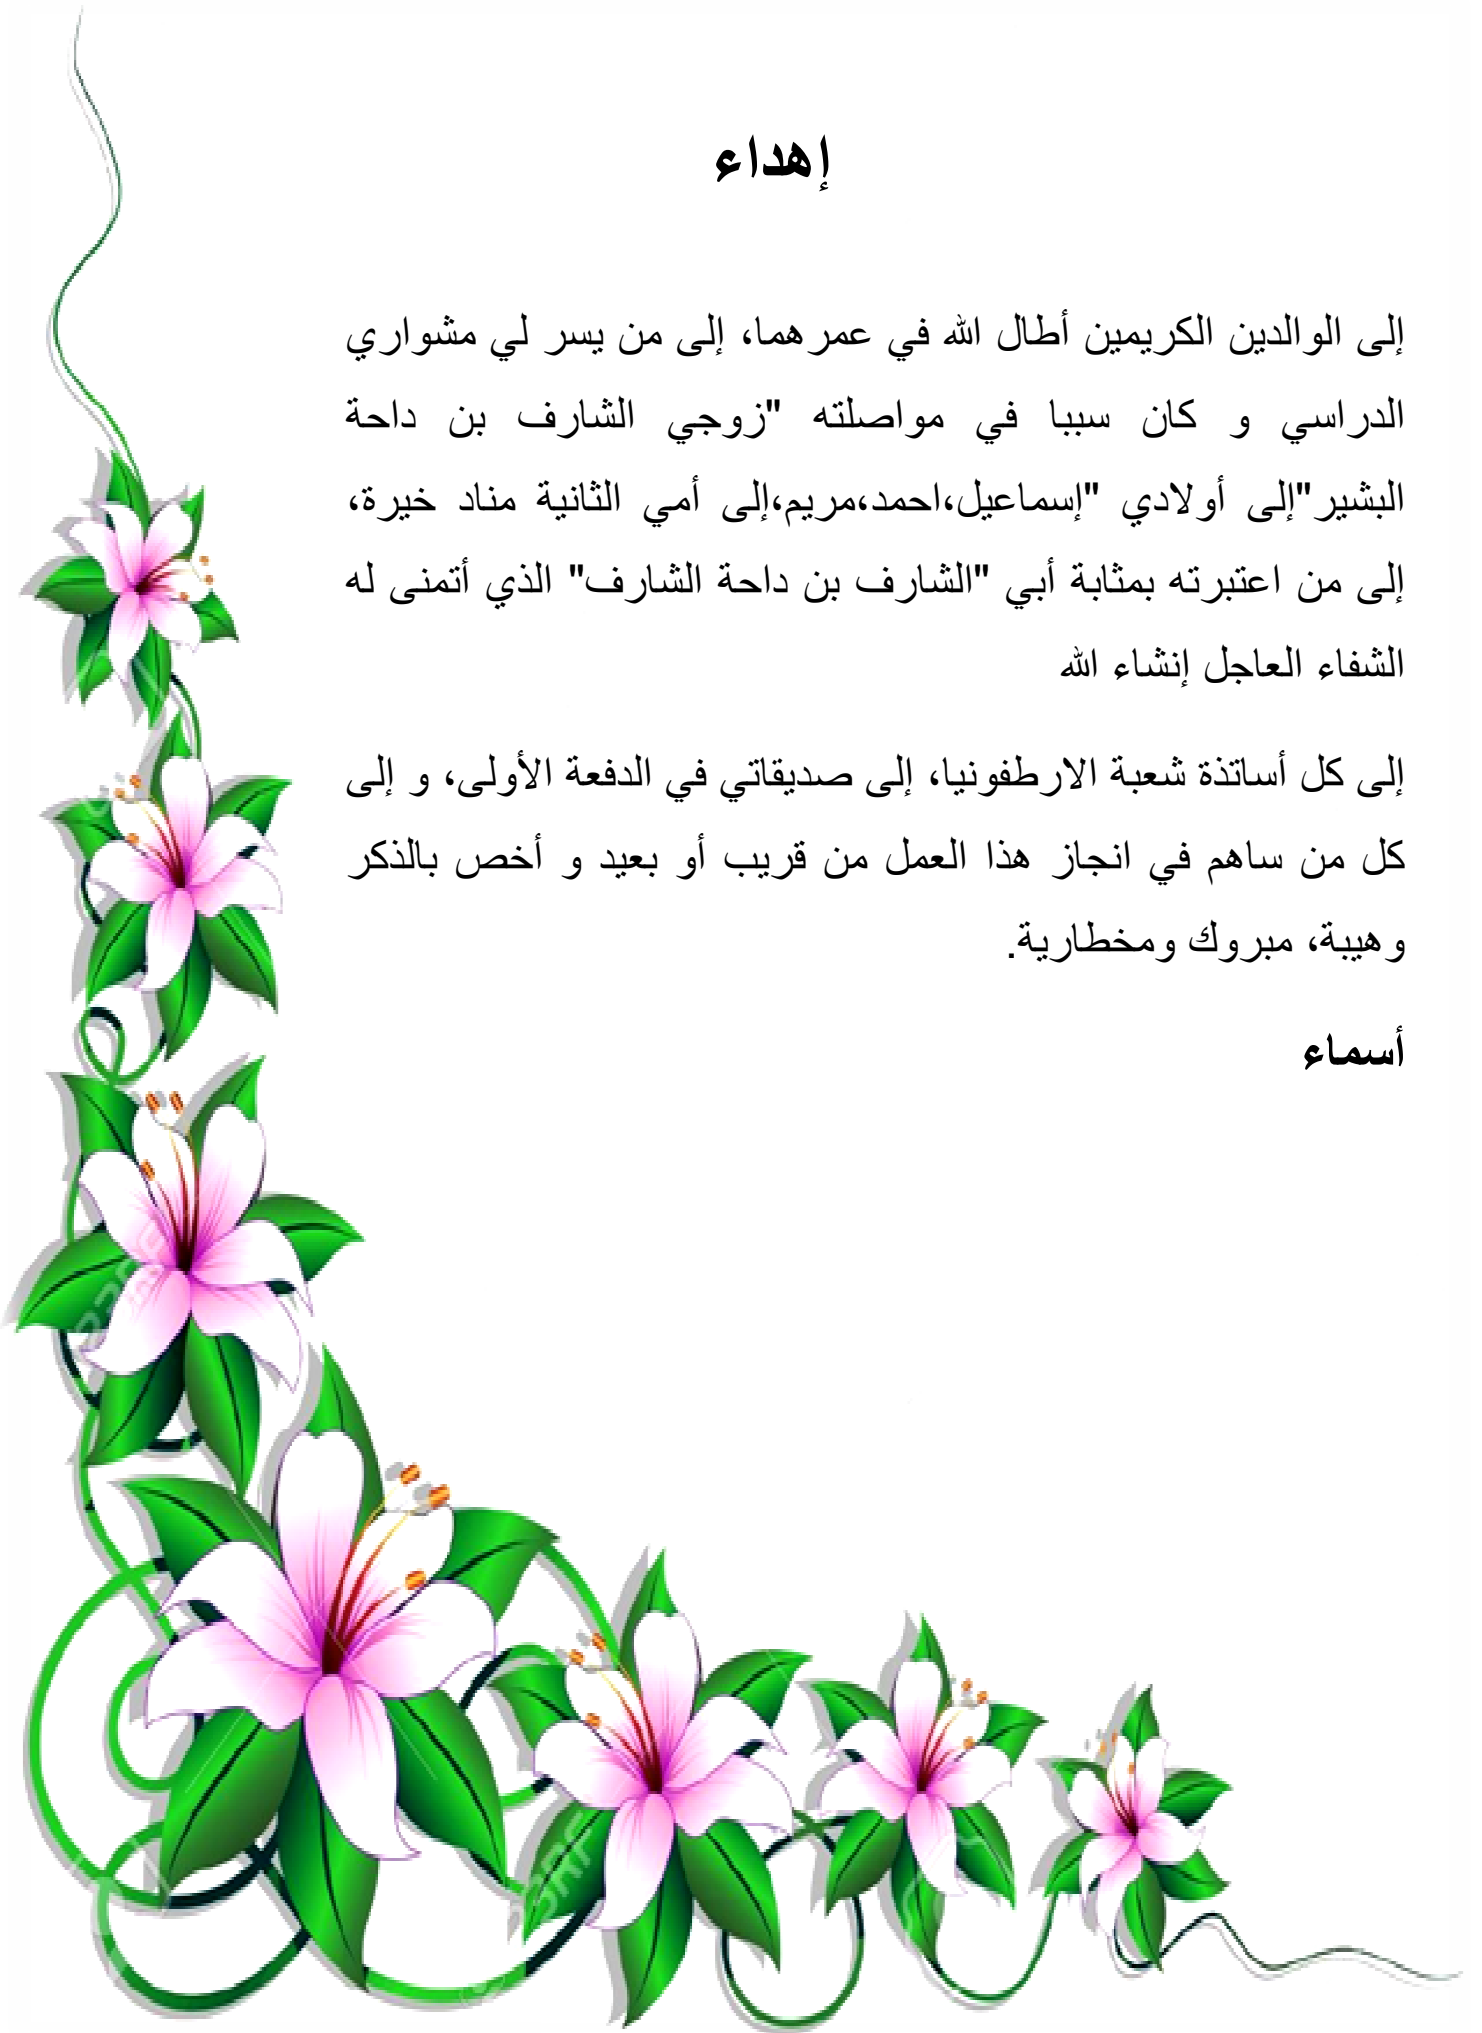 إهداء
إلى الوالدين الكريمين أطال الله في عمرهما، إلى من يسر لي مشواري
الدراسي و كان سببا في مواصلته "زوجي الشارف بن داحة
البشير"إلى أولادي "إسماعيل،احمد،مريم،إلى أمي الثانية مناد خيرة،
إلى من اعتبرته بمثابة أبي "الشارف بن داحة الشارف" الذي أتمنى له
الشفاء العاجل إنشاء الله
إلى كل أساتذة شعبة الارطفونيا، إلى صديقاتي في الدفعة الأولى، و إلى
كل من ساهم في انجاز هذا العمل من قريب أو بعيد و أخص بالذكر
وهيبة، مبروك ومخطارية.
أسماء